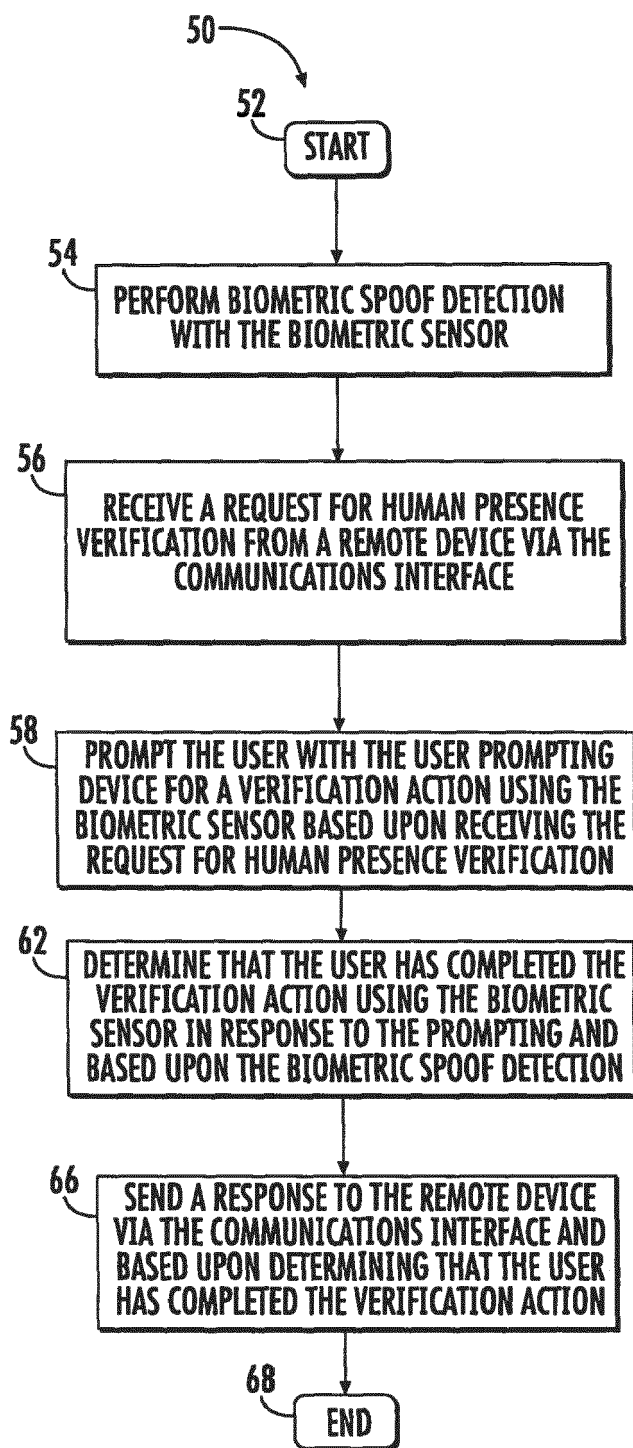 50
52
START
54
PERFORM BIOMETRIC SPOOF DETECTION
WITH THE BIOMETRIC SENSOR
56
RECEIVE A REQUEST FOR HUMAN PRESENCE
VERIFICATION FROM A REMOTE DEVICE VIA THE
COMMUNICATIONS INTERFACE
58
PROMPT THE USER WITH THE USER PROMPTING
DEVICE FOR A VERIFICATION ACTION USING THE
BIOMETRIC SENSOR BASED UPON RECEIVING THE
REQUEST FOR HUMAN PRESENCE VERIFICATION
62
DETERMINE THAT THE USER HAS COMPLETED THE
VERIFICATION ACTION USING THE BIOMETRIC
SENSOR IN RESPONSE TO THE PROMPTING AND
BASED UPON THE BIOMETRIC SPOOF DETECTION
66
SEND A RESPONSE TO THE REMOTE DEVICE
VIA THE COMMUNICATIONS INTERFACE AND
BASED UPON DETERMINING THAT THE USER
HAS COMPLETED THE VERIFICATION ACTION
68
END